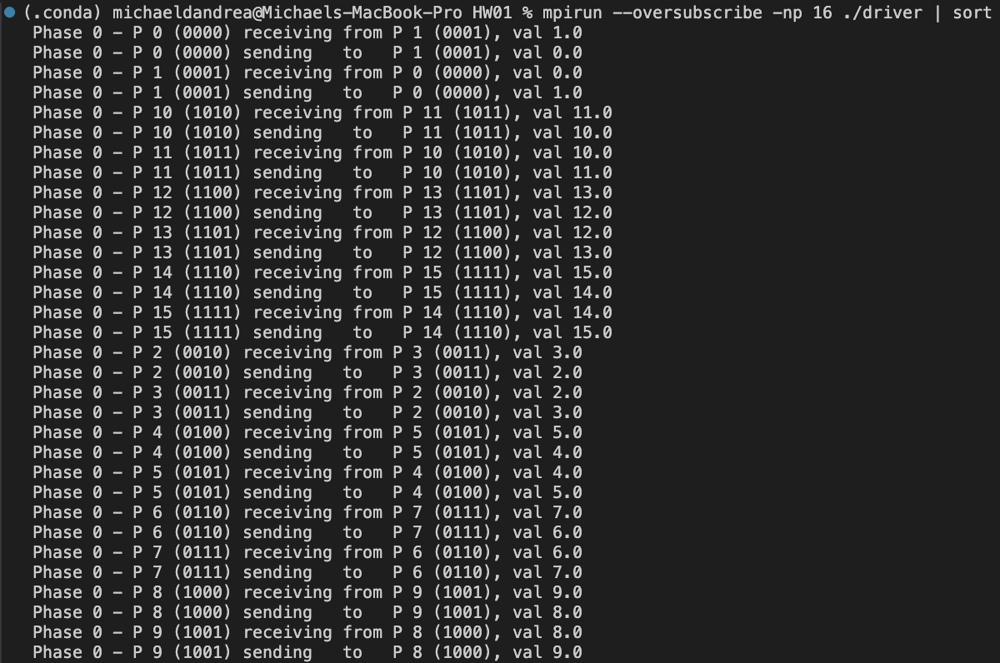 (.conda) michaeldandrea@Michaels-MacBook-Pro HW01 % mpirun --oversubscribe -np 16 ./driver | sort
Phase 0 – P 0 (0000) receiving from P 1 (0001), val 1.0
Phase 0 – P 0 (0000) sending   to   P 1 (0001), val 0.0
Phase 0 – P 1 (0001) receiving from P 0 (0000), val 0.0
Phase 0 – P 1 (0001) sending   to   P 0 (0000), val 1.0
Phase 0 – P 10 (1010) receiving from P 11 (1011), val 11.0
Phase 0 – P 10 (1010) sending   to   P 11 (1011), val 10.0
Phase 0 – P 11 (1011) receiving from P 10 (1010), val 10.0
Phase 0 – P 11 (1011) sending   to   P 10 (1010), val 11.0
Phase 0 – P 12 (1100) receiving from P 13 (1101), val 13.0
Phase 0 – P 12 (1100) sending   to   P 13 (1101), val 12.0
Phase 0 – P 13 (1101) receiving from P 12 (1100), val 12.0
Phase 0 – P 13 (1101) sending   to   P 12 (1100), val 13.0
Phase 0 – P 14 (1110) receiving from P 15 (1111), val 15.0
Phase 0 – P 14 (1110) sending   to   P 15 (1111), val 14.0
Phase 0 – P 15 (1111) receiving from P 14 (1110), val 14.0
Phase 0 – P 15 (1111) sending   to   P 14 (1110), val 15.0
Phase 0 – P 2 (0010) receiving from P 3 (0011), val 3.0
Phase 0 – P 2 (0010) sending   to   P 3 (0011), val 2.0
Phase 0 – P 3 (0011) receiving from P 2 (0010), val 2.0
Phase 0 – P 3 (0011) sending   to   P 2 (0010), val 3.0
Phase 0 – P 4 (0100) receiving from P 5 (0101), val 5.0
Phase 0 – P 4 (0100) sending   to   P 5 (0101), val 4.0
Phase 0 – P 5 (0101) receiving from P 4 (0100), val 4.0
Phase 0 – P 5 (0101) sending   to   P 4 (0100), val 5.0
Phase 0 – P 6 (0110) receiving from P 7 (0111), val 7.0
Phase 0 – P 6 (0110) sending   to   P 7 (0111), val 6.0
Phase 0 – P 7 (0111) receiving from P 6 (0110), val 6.0
Phase 0 – P 7 (0111) sending   to   P 6 (0110), val 7.0
Phase 0 – P 8 (1000) receiving from P 9 (1001), val 9.0
Phase 0 – P 8 (1000) sending   to   P 9 (1001), val 8.0
Phase 0 – P 9 (1001) receiving from P 8 (1000), val 8.0
Phase 0 – P 9 (1001) sending   to   P 8 (1000), val 9.0